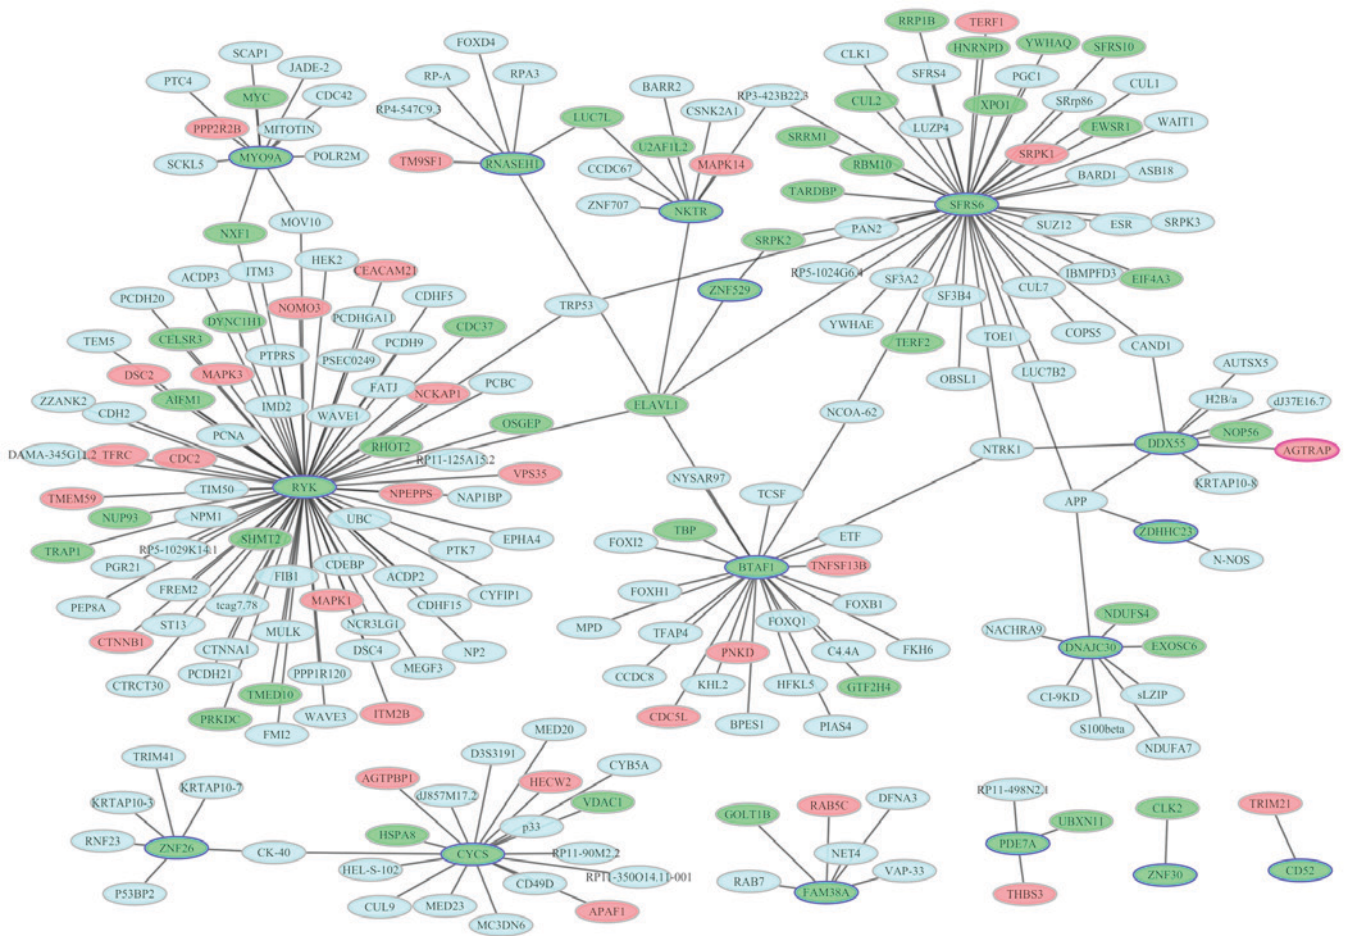 RRP1B
TERF1
FOXD4
SCAP1
HNRNPD
YWHAQ
SFRS10
CLK1
JADE-2
RP-A
RPA3
SFRS4
PGC1
PTC4
BARR2
CUL1
MYC
CDC42
RP3-423B22.3
CUL2
XPO1
SRrp86
RP4-547C9.3
CSNK2A1
LUC7L
PPP2R2B
MITOTIN
LUZP4
EWSR1
WAIT1
SRRM1
U2AF1L2
SRPK1
MYO9A
POLR2M
SCKL5
TM9SF1
RNASEH1
CCDC67
MAPK14
RBM10
BARD1
ASB18
TARDBP
ZNF707
NKTR
SFRS6
MOV10
PAN2
SUZ12
ESR
SRPK3
NXF1
SRPK2
HEK2
CEACAM21
ITM3
ACDP3
RP5-1024G6.4
SF3A2
IBMPFD3
EIF4A3
ZNF529
CUL7
PCDH20
CDHF5
SF3B4
NOMO3
TRP53
PCDHGA11
DYNC1H1
YWHAE
CDC37
COPS5
TEM5
CELSR3
TOE1
PCDH9
TERF2
CAND1
PTPRS
PSEC0249
DSC2
MAPK3
LUC7B2
OBSL1
PCBC
FATJ
NCKAP1
AUTSX5
ZZANK2
AIFM1
H2B/a
dJ37E16.7
CDH2
IMD2
WAVE1
ELAVL1
NCOA-62
OSGEP
NOP56
PCNA
DDX55
RHOT2
NTRK1
AGTRAP
DAMA-345G11.2
TFRC
CDC2
RP11-125A15.2
VPS35
NYSAR97
KRTAP10-8
RYK
TIM50
NPEPPS
NAP1BP
TCSF
TMEM59
APP
NUP93
NPM1
UBC
TBP
ZDHHC23
SHMT2
ETF
EPHA4
FOXI2
TRAP1
RP5-1029K14.1
PTK7
N-NOS
PGR21
CDEBP
BTAF1
TNFSF13B
FIB1
ACDP2
FREM2
FOXH1
CYFIP1
PEP8A
tcag7.78
MAPK1
CDHF15
FOXB1
NDUFS4
ST13
FOXQ1
MPD
TFAP4
NACHRA9
NCR3LG1
MULK
CTNNB1
FKH6
CTNNA1
DSC4
NP2
PNKD
C4.4A
DNAJC30
EXOSC6
MEGF3
PCDH21
PPP1R120
CCDC8
KHL2
HFKL5
GTF2H4
CTRCT30
TMED10
CI-9KD
sLZIP
ITM2B
WAVE3
CDC5L
PRKDC
BPES1
PIAS4
S100beta
FMI2
MED20
NDUFA7
D3S3191
TRIM41
CYB5A
AGTPBP1
HECW2
KRTAP10-7
RP11-498N2.1
dJ857M17.2
DFNA3
KRTAP10-3
VDAC1
RAB5C
CLK2
TRIM21
GOLT1B
UBXN11
HSPA8
p33
RNF23
PDE7A
ZNF26
CK-40
CYCS
NET4
RP11-90M2.2
HEL-S-102
VAP-33
CD52
RP11-350O14.11-001
RAB7
ZNF30
CD49D
P53BP2
FAM38A
THBS3
CUL9
MED23
APAF1
MC3DN6